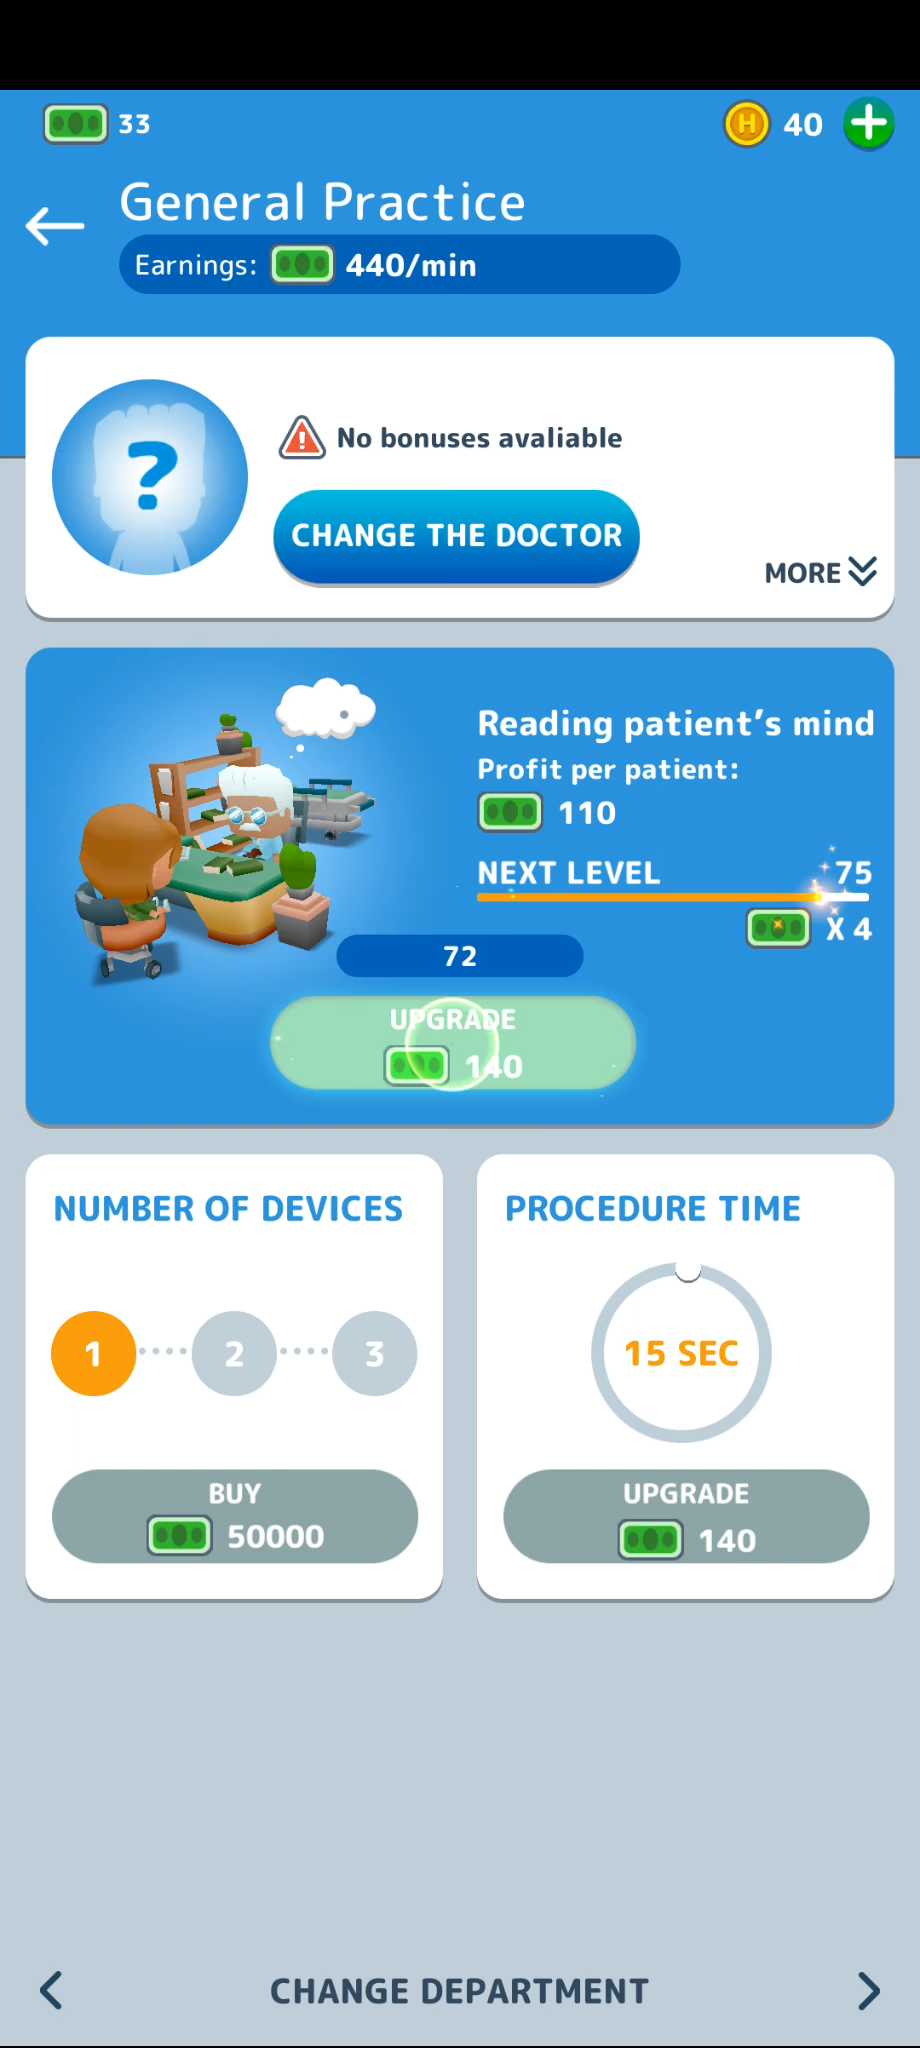 33
H 40
General Practice
Earnings: 440/min
?
No bonuses avaliable
CHANGE THE DOCTOR
MORE
Reading patient's mind
Profit per patient:
110
NEXT LEVEL 75
X 4
72
UPGRADE
140
NUMBER OF DEVICES
1 2 3
BUY
50000
PROCEDURE TIME
15 SEC
UPGRADE
140
CHANGE DEPARTMENT